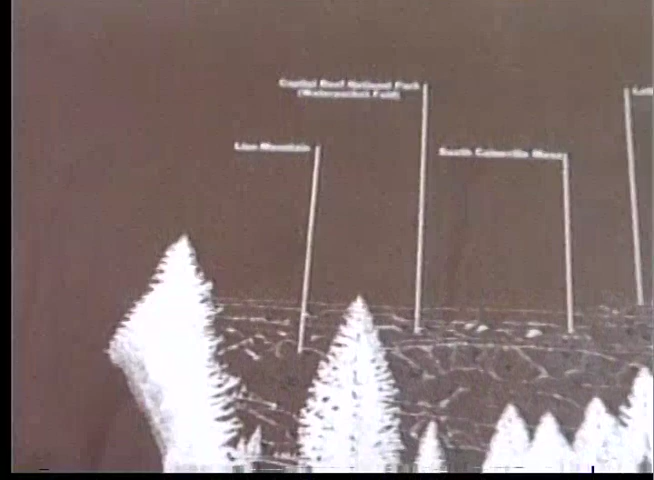 Capitol Reef National Park
(Waterpocket Fold)
Lion Mountain
South Caineville Mesa